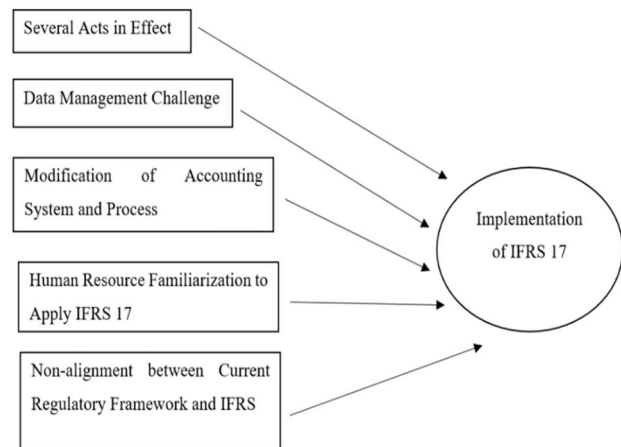 Several Acts in Effect
Data Management Challenge
Modification of Accounting
System and Process
Implementation
of IFRS 17
Human Resource Familiarization to
Apply IFRS 17
Non-alignment between Current
Regulatory Framework and IFRS